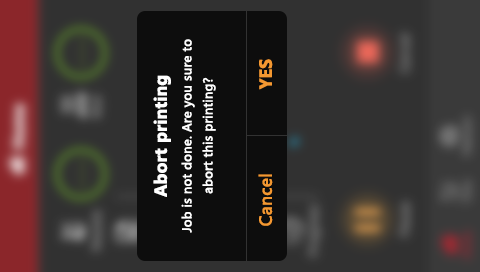 Abort printing
Job is not done. Are you sure to
abort this printing?
Cancel
YES